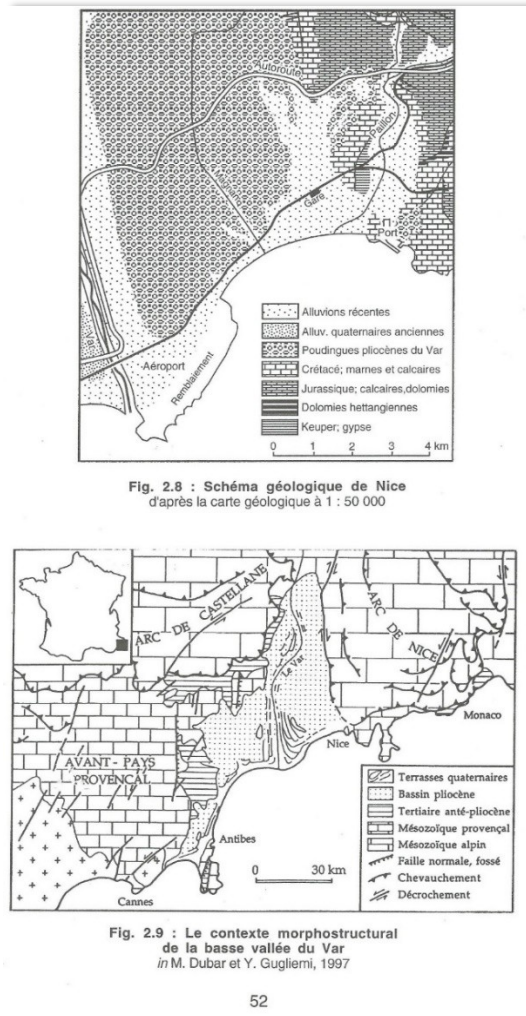 Autoroute
Paillon
Gare
Port
Aéroport
Remblaiement
Alluvions récentes
Alluv. quaternaires anciennes
Poudingues pliocènes du Var
Crétacé; marnes et calcaires
Jurassique; calcaires,dolomies
Dolomies hettangiennes
Keuper; gypse
0 1 2 3 4 km
Fig. 2.8 : Schéma géologique de Nice
d'après la carte géologique à 1 : 50 000
ARC DE CASTELLANE
ARC DE NICE
Le Var
Monaco
Nice
AVANT - PAYS
PROVENÇAL
Antibes
Cannes
0 30 km
Terrasses quaternaires
Bassin pliocène
Tertiaire anté-pliocène
Mésozoïque provençal
Mésozoïque alpin
Faille normale, fossé
Chevauchement
Décrochement
Fig. 2.9 : Le contexte morphostructural
de la basse vallée du Var
in M. Dubar et Y. Gugliemi, 1997
52